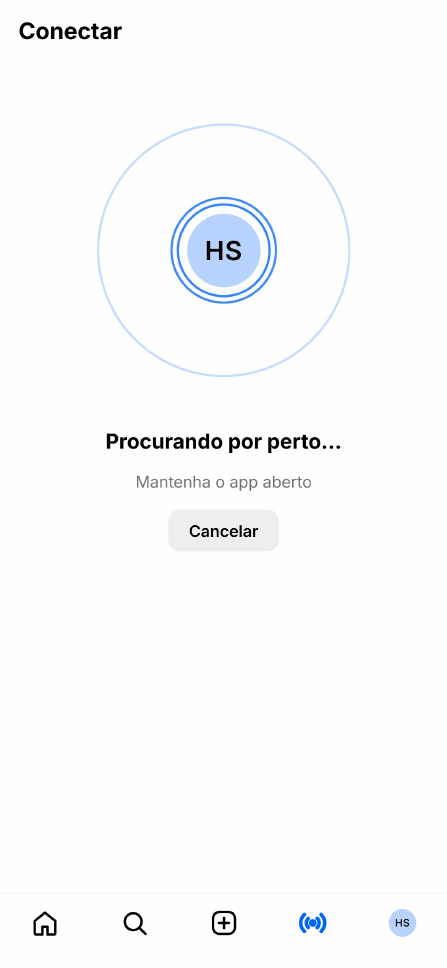 Conectar
HS
Procurando por perto...
Mantenha o app aberto
Cancelar
HS